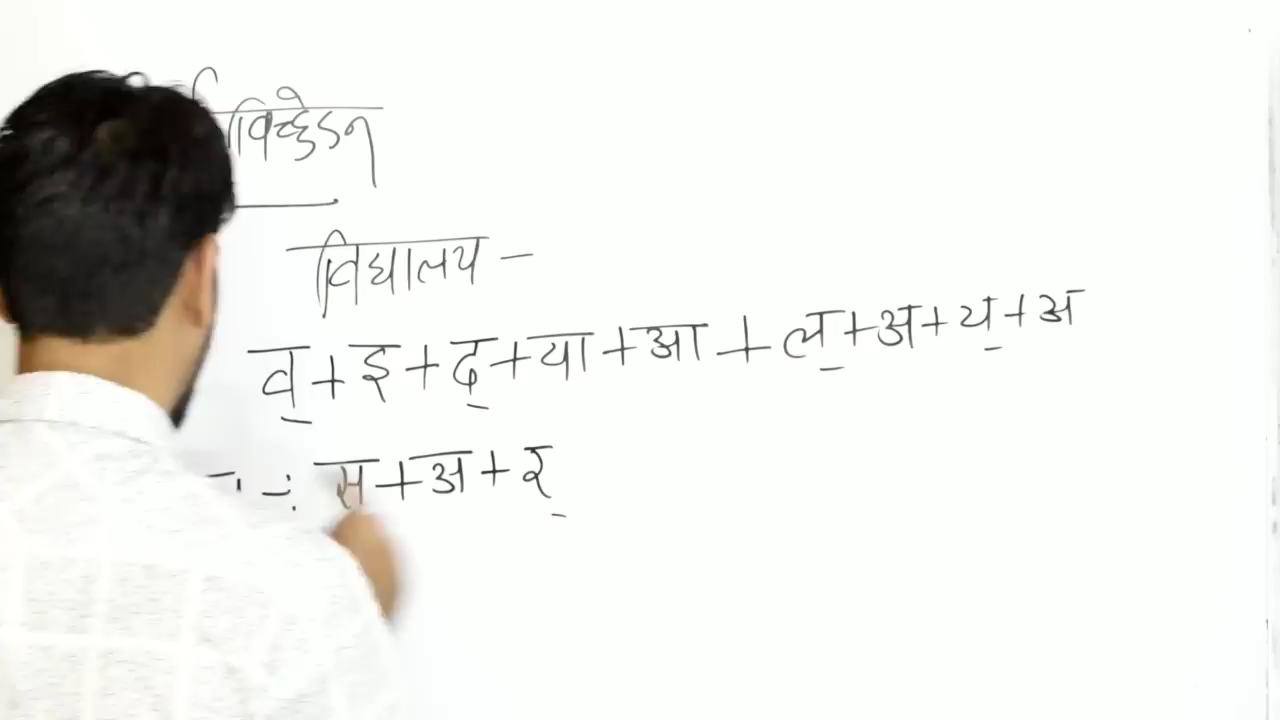 विच्छेदन
विद्यालय –
व् + इ + द् + या + आ + ल् + अ + य् + अ
-: स + अ + र्